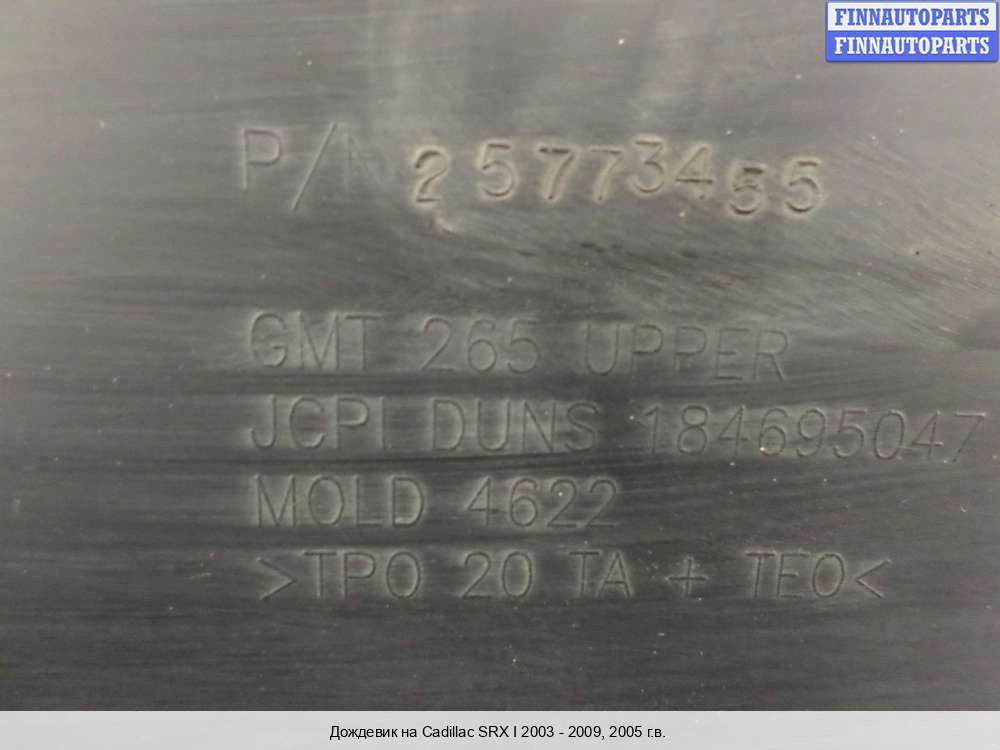 FINNAUTOPARTS
FINNAUTOPARTS
P/N 25773455
GMT 265 UPPER
JCPI DUNS 184695047
MOLD 4622
>TPO 20 TA + TEO<
Дождевик на Cadillac SRX I 2003 - 2009, 2005 г.в.